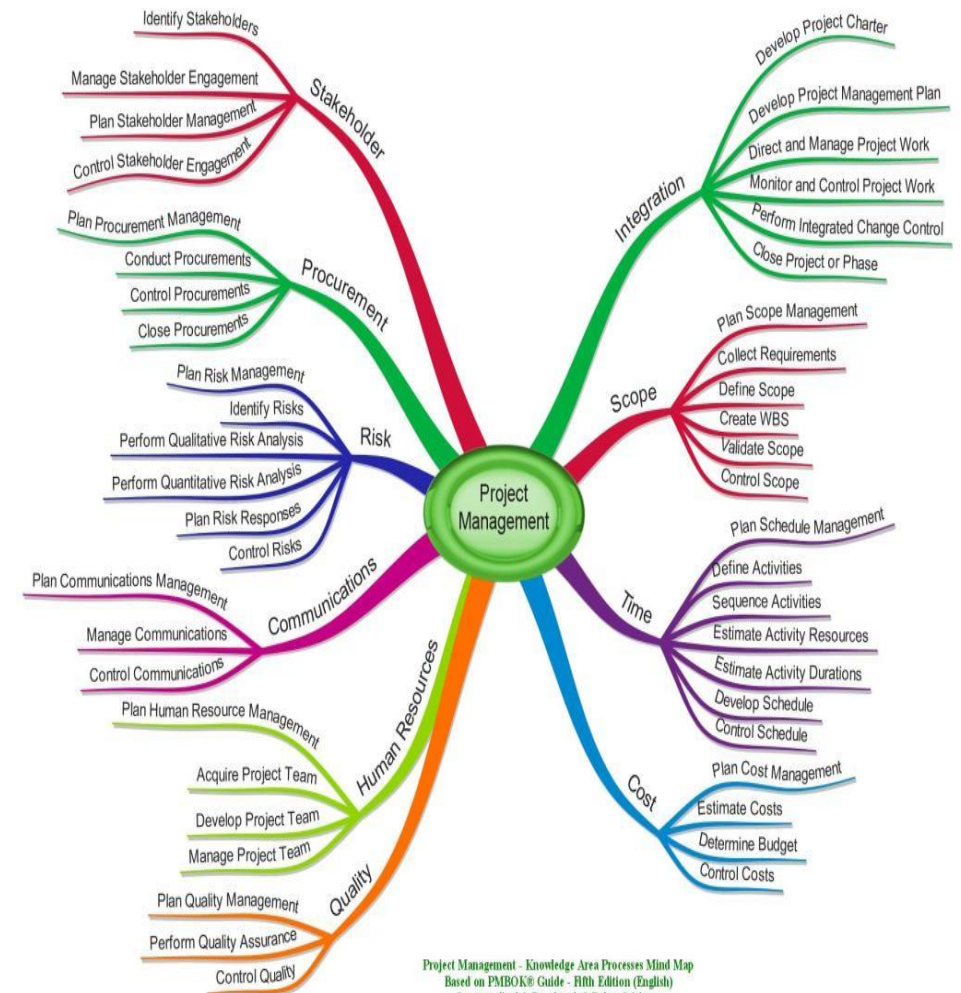 Project
Management
Integration
Develop Project Charter
Develop Project Management Plan
Direct and Manage Project Work
Monitor and Control Project Work
Perform Integrated Change Control
Close Project or Phase
Scope
Plan Scope Management
Collect Requirements
Define Scope
Create WBS
Validate Scope
Control Scope
Time
Plan Schedule Management
Define Activities
Sequence Activities
Estimate Activity Resources
Estimate Activity Durations
Develop Schedule
Control Schedule
Cost
Plan Cost Management
Estimate Costs
Determine Budget
Control Costs
Quality
Plan Quality Management
Perform Quality Assurance
Control Quality
Human Resources
Plan Human Resource Management
Acquire Project Team
Develop Project Team
Manage Project Team
Communications
Plan Communications Management
Manage Communications
Control Communications
Risk
Plan Risk Management
Identify Risks
Perform Qualitative Risk Analysis
Perform Quantitative Risk Analysis
Plan Risk Responses
Control Risks
Procurement
Plan Procurement Management
Conduct Procurements
Control Procurements
Close Procurements
Stakeholder
Identify Stakeholders
Manage Stakeholder Engagement
Plan Stakeholder Management
Control Stakeholder Engagement
Project Management - Knowledge Area Processes Mind Map
Based on PMBOK® Guide - Fifth Edition (English)